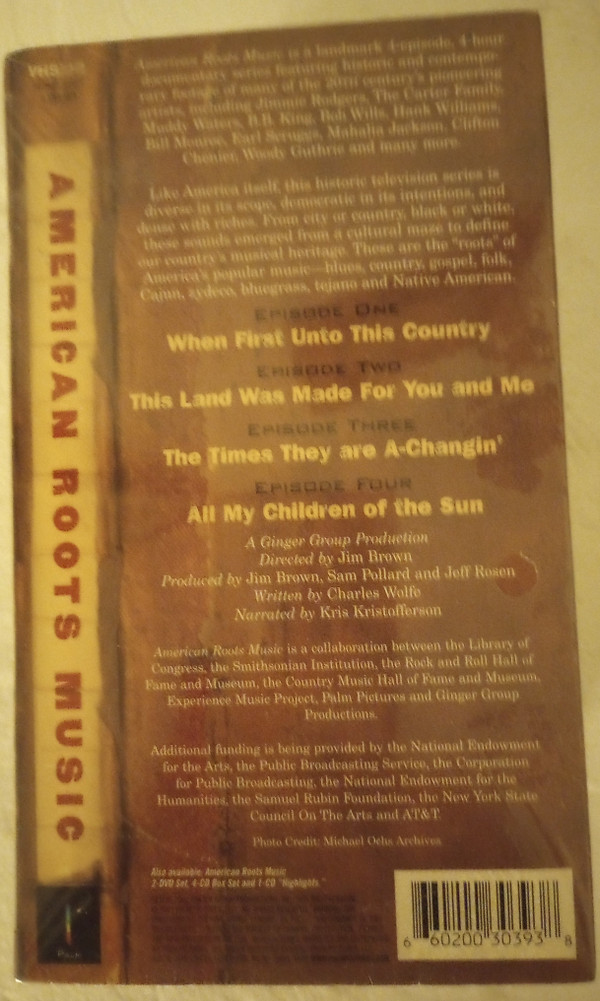 VHS
AMERICAN ROOTS MUSIC
PALM
American Roots Music is a landmark 4-episode, 4-hour
documentary series featuring historic and contempo-
rary footage of many of the 20th century's pioneering
artists, including Jimmie Rodgers, The Carter Family,
Muddy Waters, B.B. King, Bob Wills, Hank Williams,
Bill Monroe, Earl Scruggs, Mahalia Jackson, Clifton
Chenier, Woody Guthrie and many more.
Like America itself, this historic television series is
diverse in its scope, democratic in its intentions, and
dense with riches. From city or country, black or white,
these sounds emerged from a cultural maze to define
our country's musical heritage. These are the "roots" of
America's popular music—blues, country, gospel, folk,
Cajun, zydeco, bluegrass, tejano and Native American.
EPISODE ONE
When First Unto This Country
EPISODE TWO
This Land Was Made For You and Me
EPISODE THREE
The Times They are A-Changin'
EPISODE FOUR
All My Children of the Sun
A Ginger Group Production
Directed by Jim Brown
Produced by Jim Brown, Sam Pollard and Jeff Rosen
Written by Charles Wolfe
Narrated by Kris Kristofferson
American Roots Music is a collaboration between the Library of
Congress, the Smithsonian Institution, the Rock and Roll Hall of
Fame and Museum, the Country Music Hall of Fame and Museum,
Experience Music Project, Palm Pictures and Ginger Group
Productions.
Additional funding is being provided by the National Endowment
for the Arts, the Public Broadcasting Service, the Corporation
for Public Broadcasting, the National Endowment for the
Humanities, the Samuel Rubin Foundation, the New York State
Council On The Arts and AT&T.
Photo Credit: Michael Ochs Archives
Also available: American Roots Music
2-DVD Set, 4-CD Box Set and 1-CD "Highlights."
6 60200 30393 8